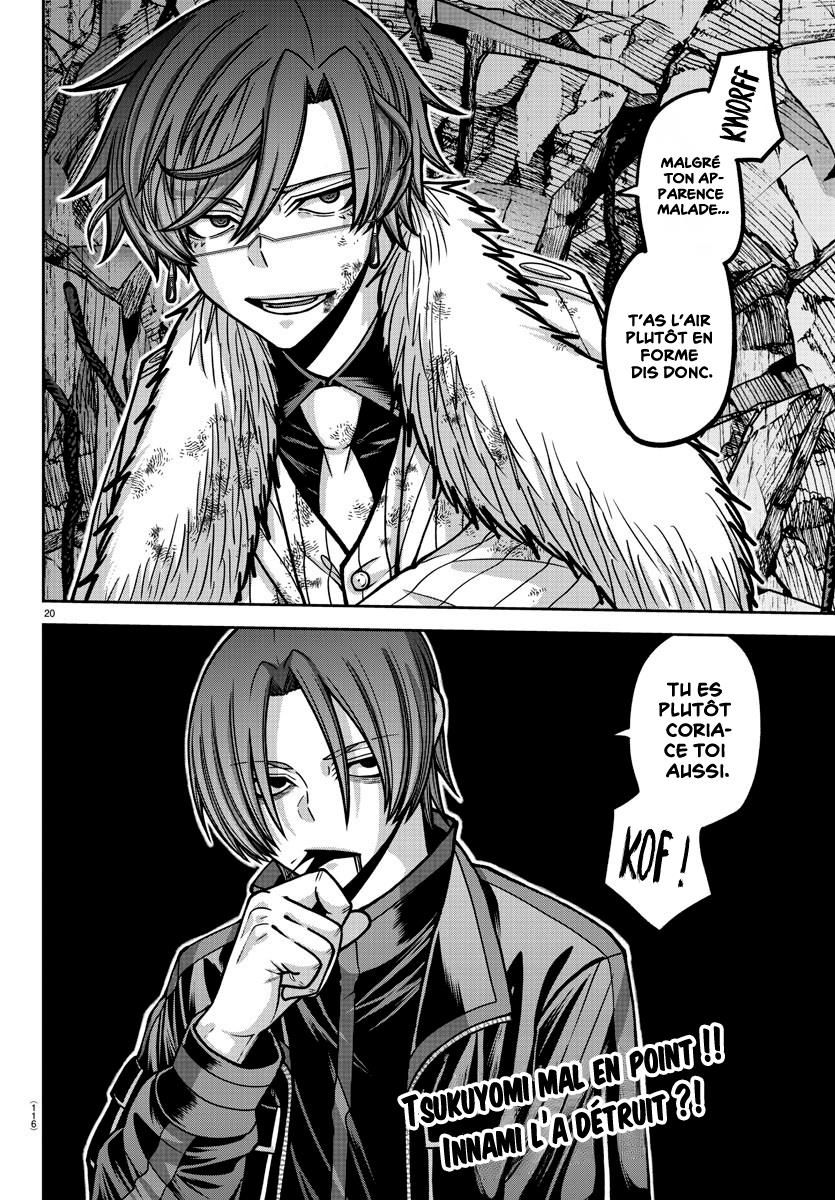 KWORFF
MALGRÉ
TON AP-
PARENCE
MALADE...
T'AS L'AIR
PLUTÔT EN
FORME
DIS DONC.
20
TU ES
PLUTÔT
CORIA-
CE TOI
AUSSI.
KOF !
TSUKUYOMI MAL EN POINT !!
INNAMI L'A DÉTRUIT ?!
(116)